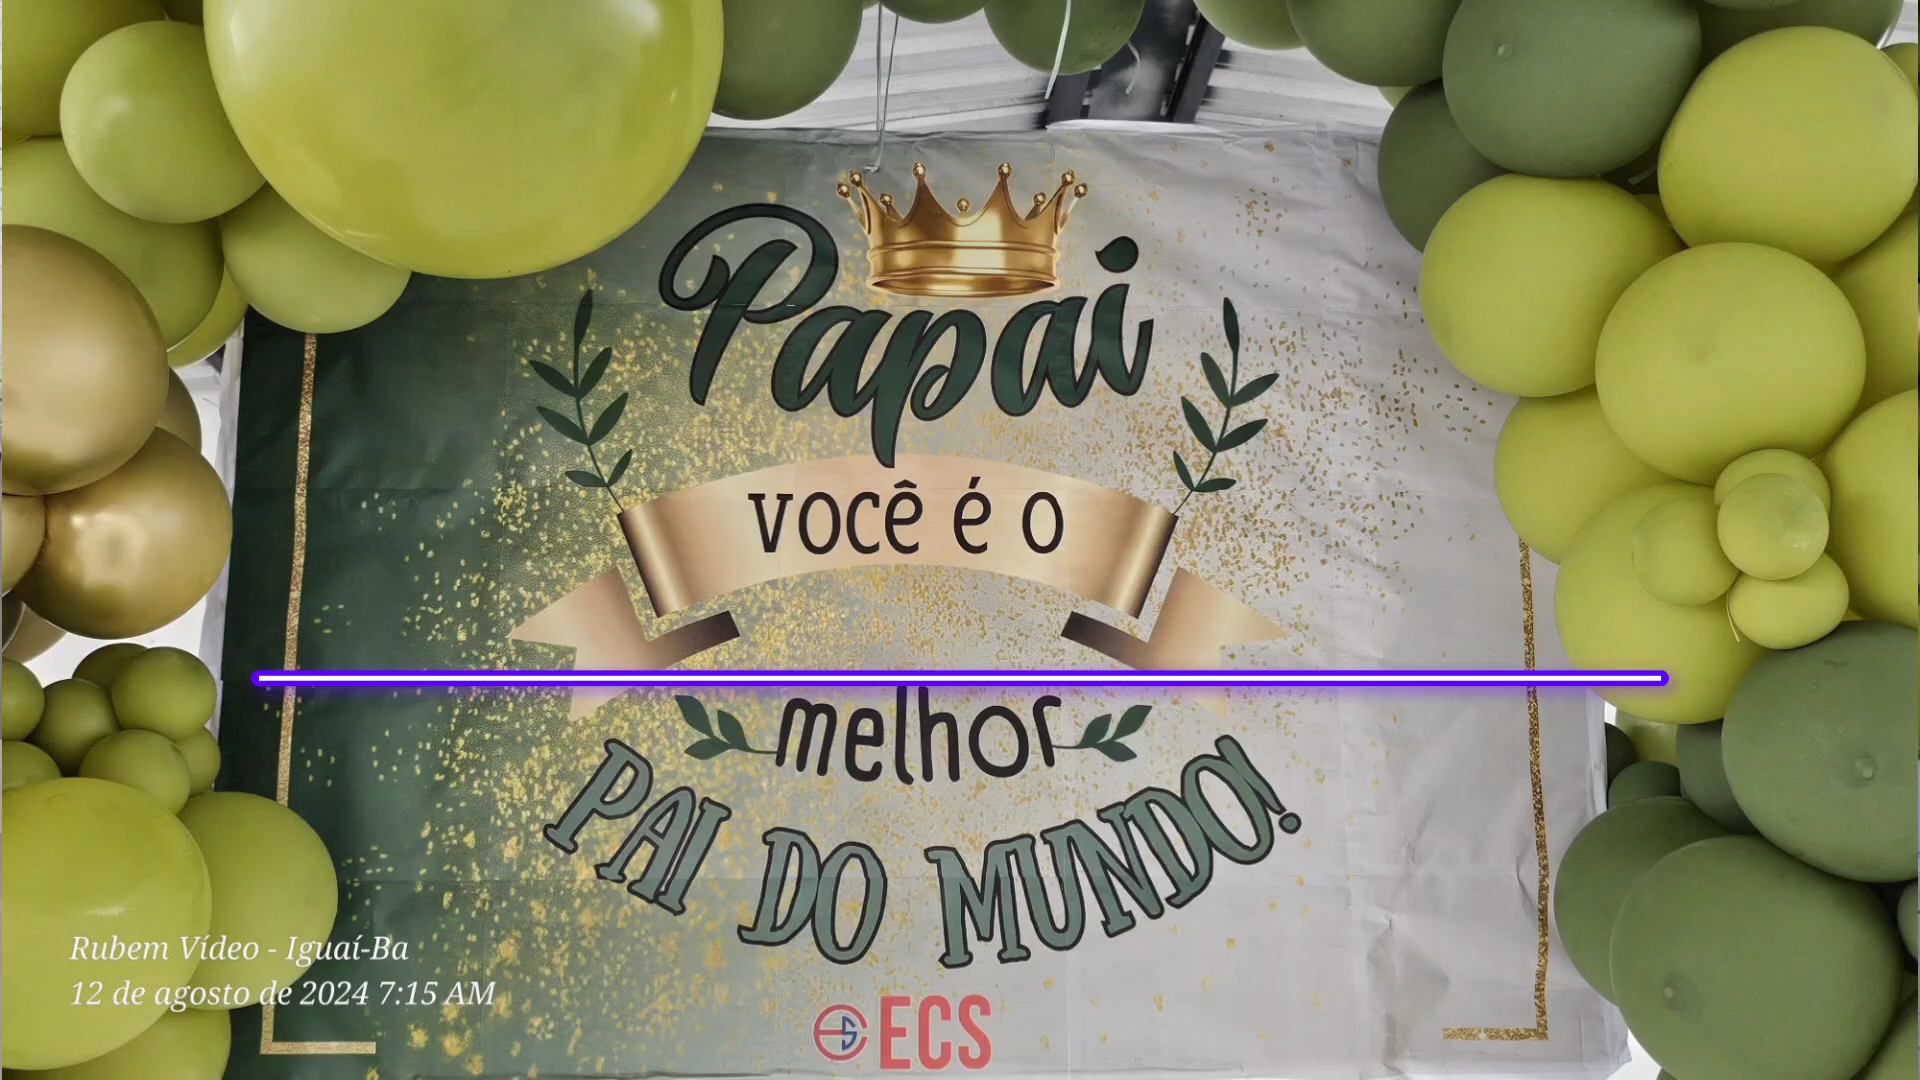 Papai
você é o
melhor
PAI DO MUNDO!
Rubem Vídeo - Iguaí-Ba
12 de agosto de 2024 7:15 AM
ECS